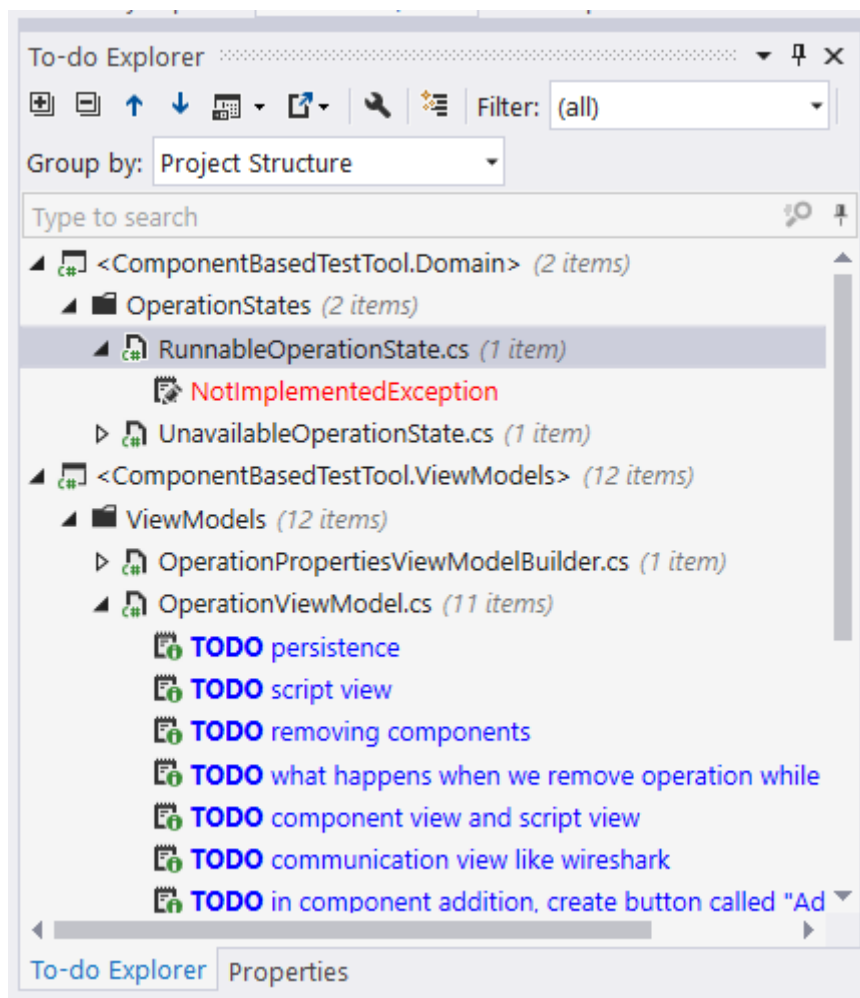 To-do Explorer
Filter: (all)
Group by: Project Structure
Type to search
<ComponentBasedTestTool.Domain> (2 items)
OperationStates (2 items)
RunnableOperationState.cs (1 item)
NotImplementedException
UnavailableOperationState.cs (1 item)
<ComponentBasedTestTool.ViewModels> (12 items)
ViewModels (12 items)
OperationPropertiesViewModelBuilder.cs (1 item)
OperationViewModel.cs (11 items)
TODO persistence
TODO script view
TODO removing components
TODO what happens when we remove operation while
TODO component view and script view
TODO communication view like wireshark
TODO in component addition, create button called "Ad
To-do Explorer Properties